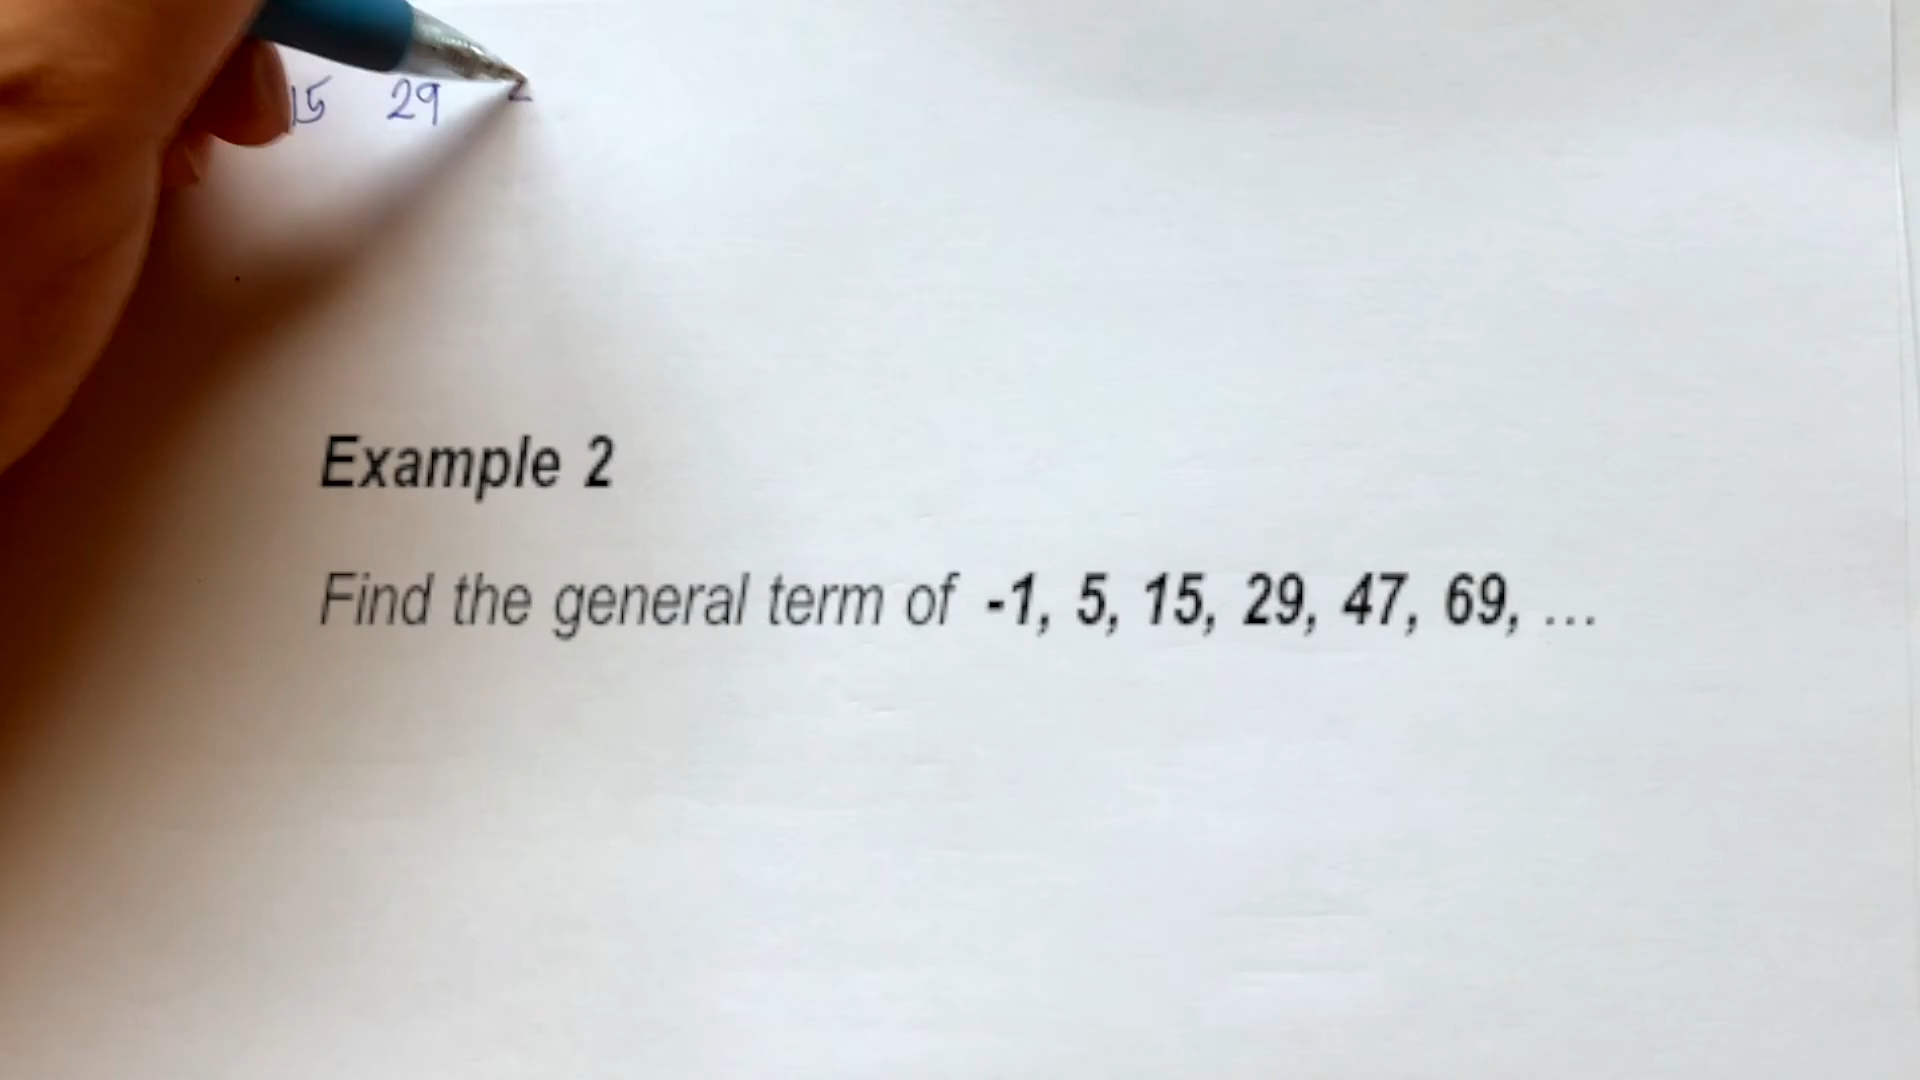 15 29
Example 2
Find the general term of -1, 5, 15, 29, 47, 69, ...